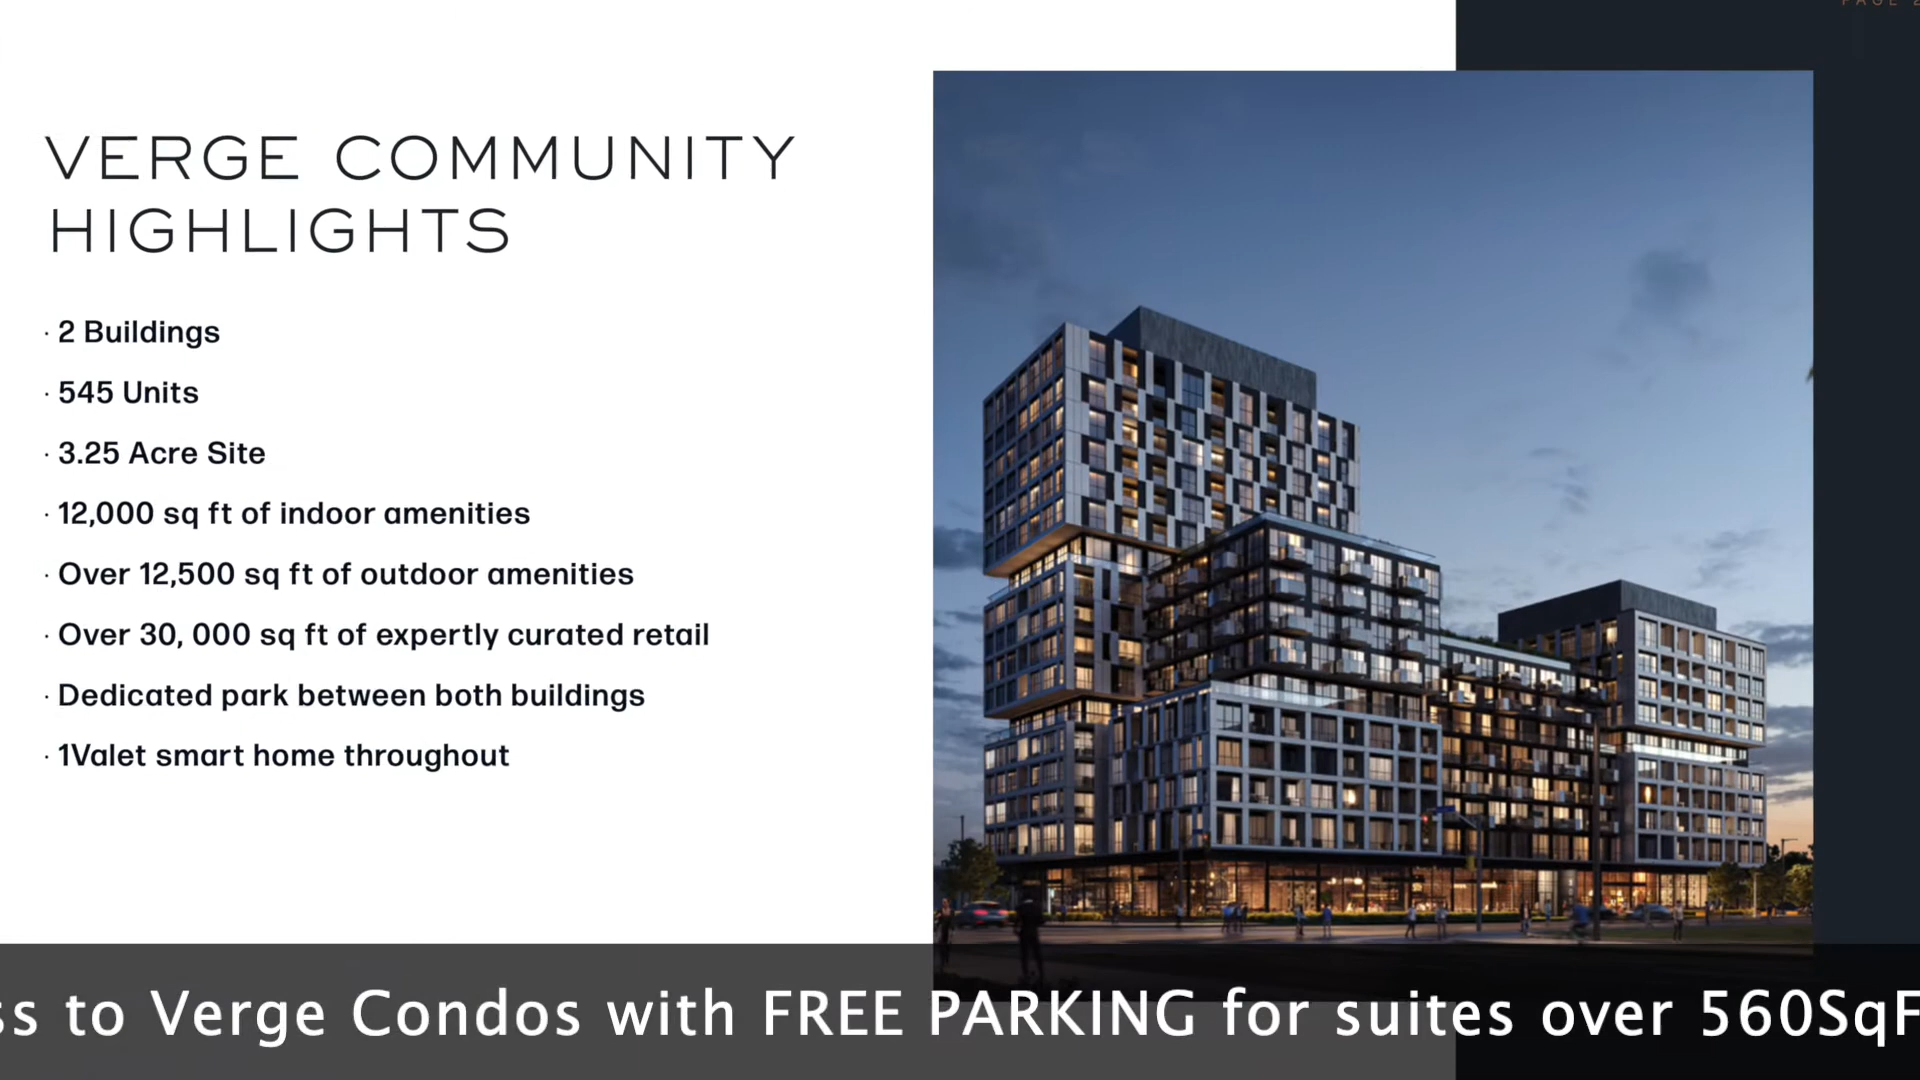 VERGE COMMUNITY
HIGHLIGHTS
· 2 Buildings
· 545 Units
· 3.25 Acre Site
· 12,000 sq ft of indoor amenities
· Over 12,500 sq ft of outdoor amenities
· Over 30, 000 sq ft of expertly curated retail
· Dedicated park between both buildings
· 1Valet smart home throughout
to Verge Condos with FREE PARKING for suites over 560SqF